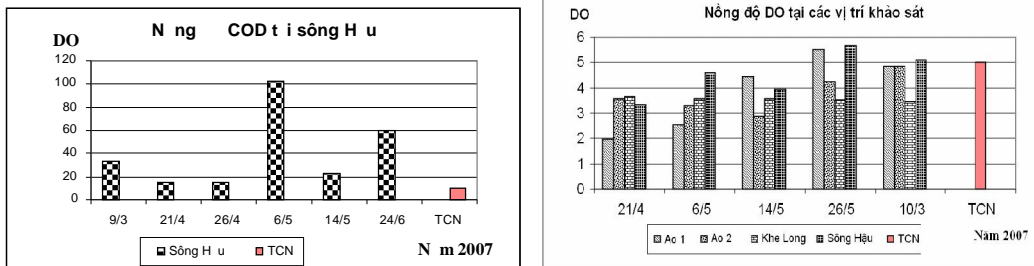 N ng COD t i sông H u
DO
120
100
80
60
40
20
0
9/3 21/4 26/4 6/5 14/5 24/6 TCN
Sông H u TCN
N m 2007
DO
Nồng độ DO tại các vị trí khảo sát
6
5
4
3
2
1
0
21/4 6/5 14/5 26/5 10/3 TCN
Ao 1 Ao 2 Khe Long Sông Hậu TCN
Năm 2007